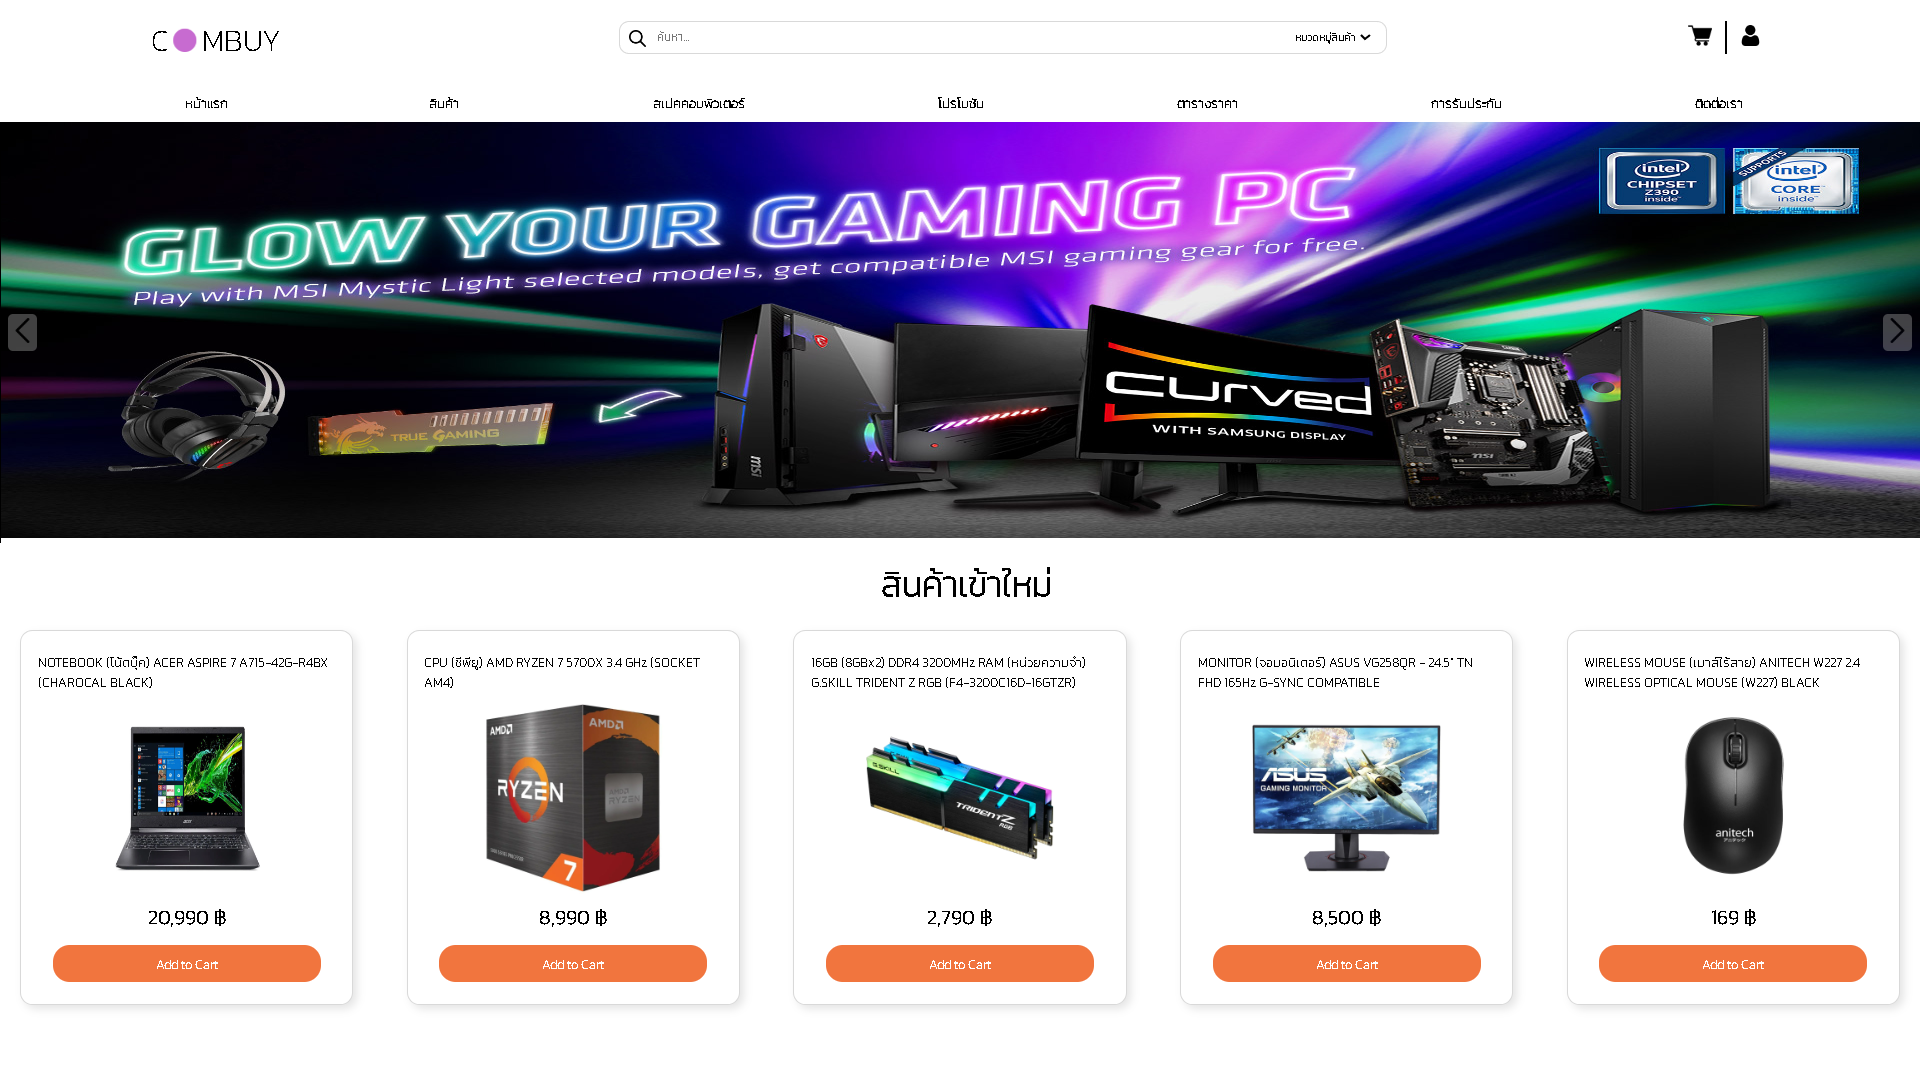 COMBUY
ค้นหา...
หมวดหมู่สินค้า
หน้าแรก
สินค้า
สเปคคอมพิวเตอร์
โปรโมชัน
ตารางราคา
การรับประกัน
ติดต่อเรา
GLOW YOUR GAMING PC
Play with MSI Mystic Light selected models, get compatible MSI gaming gear for free.
intel
CHIPSET
Z390
inside™
SUPPORTS
intel
CORE™
inside™
TRUE GAMING
msi
curved
WITH SAMSUNG DISPLAY
msi
สินค้าเข้าใหม่
NOTEBOOK (โน้ตบุ๊ค) ACER ASPIRE 7 A715-42G-R4BX
(CHAROCAL BLACK)
acer
20,990 ฿
Add to Cart
CPU (ซีพียู) AMD RYZEN 7 5700X 3.4 GHz (SOCKET
AM4)
AMD
AMD
RYZEN
AMD
RYZEN
7
8,990 ฿
Add to Cart
16GB (8GBx2) DDR4 3200MHz RAM (หน่วยความจำ)
G.SKILL TRIDENT Z RGB (F4-3200C16D-16GTZR)
G.SKILL
TRIDENT Z
RGB
2,790 ฿
Add to Cart
MONITOR (จอมอนิเตอร์) ASUS VG258QR - 24.5" TN
FHD 165Hz G-SYNC COMPATIBLE
ASUS
GAMING MONITOR
8,500 ฿
Add to Cart
WIRELESS MOUSE (เมาส์ไร้สาย) ANITECH W227 2.4
WIRELESS OPTICAL MOUSE (W227) BLACK
anitech
169 ฿
Add to Cart